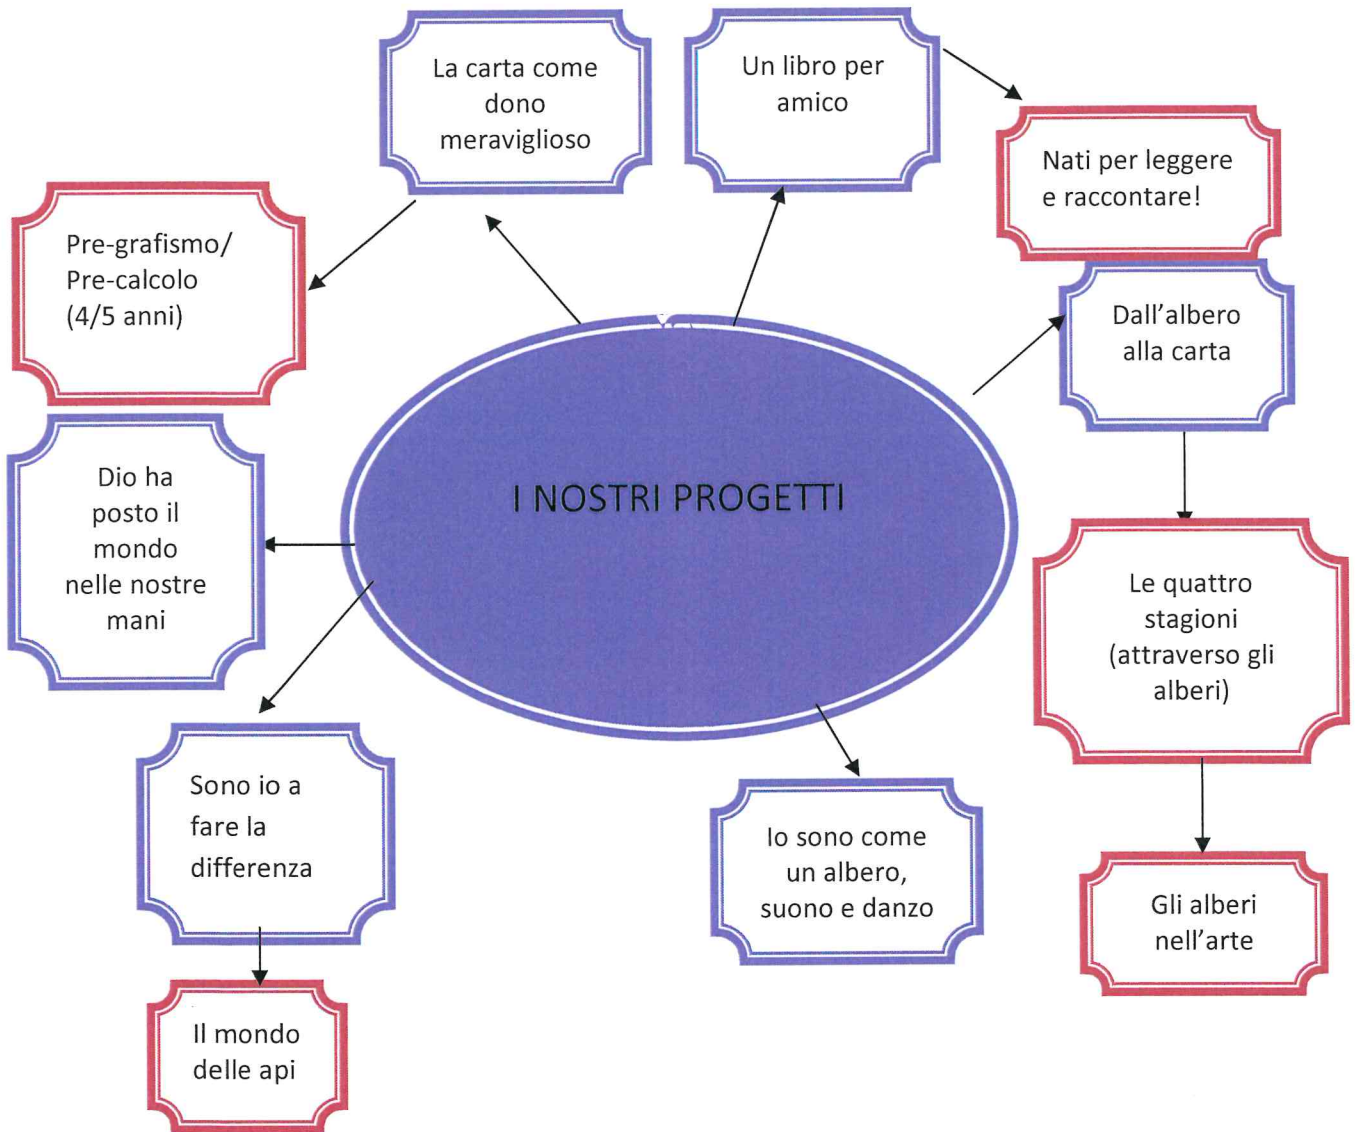 La carta come
dono
meraviglioso
Un libro per
amico
Nati per leggere
e raccontare!
Pre-grafismo/
Pre-calcolo
(4/5 anni)
Dall'albero
alla carta
I NOSTRI PROGETTI
Dio ha
posto il
mondo
nelle nostre
mani
Le quattro
stagioni
(attraverso gli
alberi)
Sono io a
fare la
differenza
Io sono come
un albero,
suono e danzo
Gli alberi
nell'arte
Il mondo
delle api